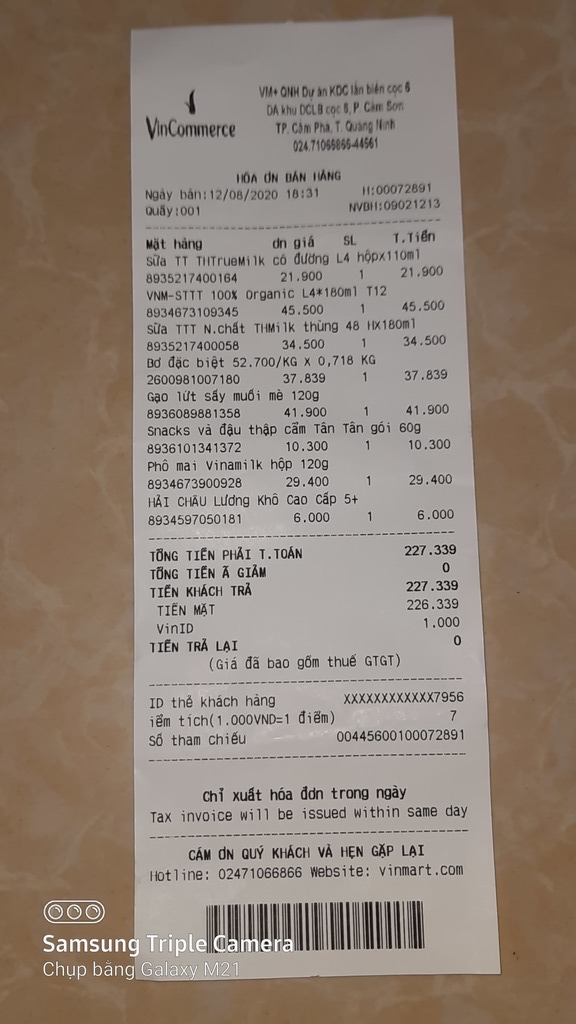 VinCommerce
VM+ QNH Dự án KDC lấn biển cọc 6
DA khu DCLB cọc 6, P. Cẩm Sơn
TP. Cẩm Phả, T. Quảng Ninh
024.71066866-44561
HÓA ƠN BÁN HÀNG
Ngày bán:12/08/2020 18:31 H:00072891
Quầy:001 NVBH:09021213
Mặt hàng ơn giá SL T.Tiền
Sữa TT THTrueMilk có đường L4 hộpx110ml
8935217400164 21.900 1 21.900
VNM-STTT 100% Organic L4*180ml T12
8934673109345 45.500 1 45.500
Sữa TTT N.chất THMilk thùng 48 HX180ml
8935217400058 34.500 1 34.500
Bơ đặc biệt 52.700/KG x 0,718 KG
2600981007180 37.839 1 37.839
Gạo lứt sấy muối mè 120g
8936089881358 41.900 1 41.900
Snacks và đậu thập cẩm Tân Tân gói 60g
8936101341372 10.300 1 10.300
Phô mai Vinamilk hộp 120g
8934673900928 29.400 1 29.400
HẢI CHÂU Lương Khô Cao Cấp 5+
8934597050181 6.000 1 6.000
TỔNG TIỀN PHẢI T.TOÁN 227.339
TỔNG TIỀN Ã GIẢM 0
TIỀN KHÁCH TRẢ 227.339
TIỀN MẶT 226.339
VinID 1.000
TIỀN TRẢ LẠI 0
(Giá đã bao gồm thuế GTGT)
ID thẻ khách hàng XXXXXXXXXXXX7956
iểm tích(1.000VND=1 điểm) 7
Số tham chiếu 00445600100072891
Chỉ xuất hóa đơn trong ngày
Tax invoice will be issued within same day
CẢM ƠN QUÝ KHÁCH VÀ HẸN GẶP LẠI
Hotline: 02471066866 Website: vinmart.com
Samsung Triple Camera
Chụp bằng Galaxy M21